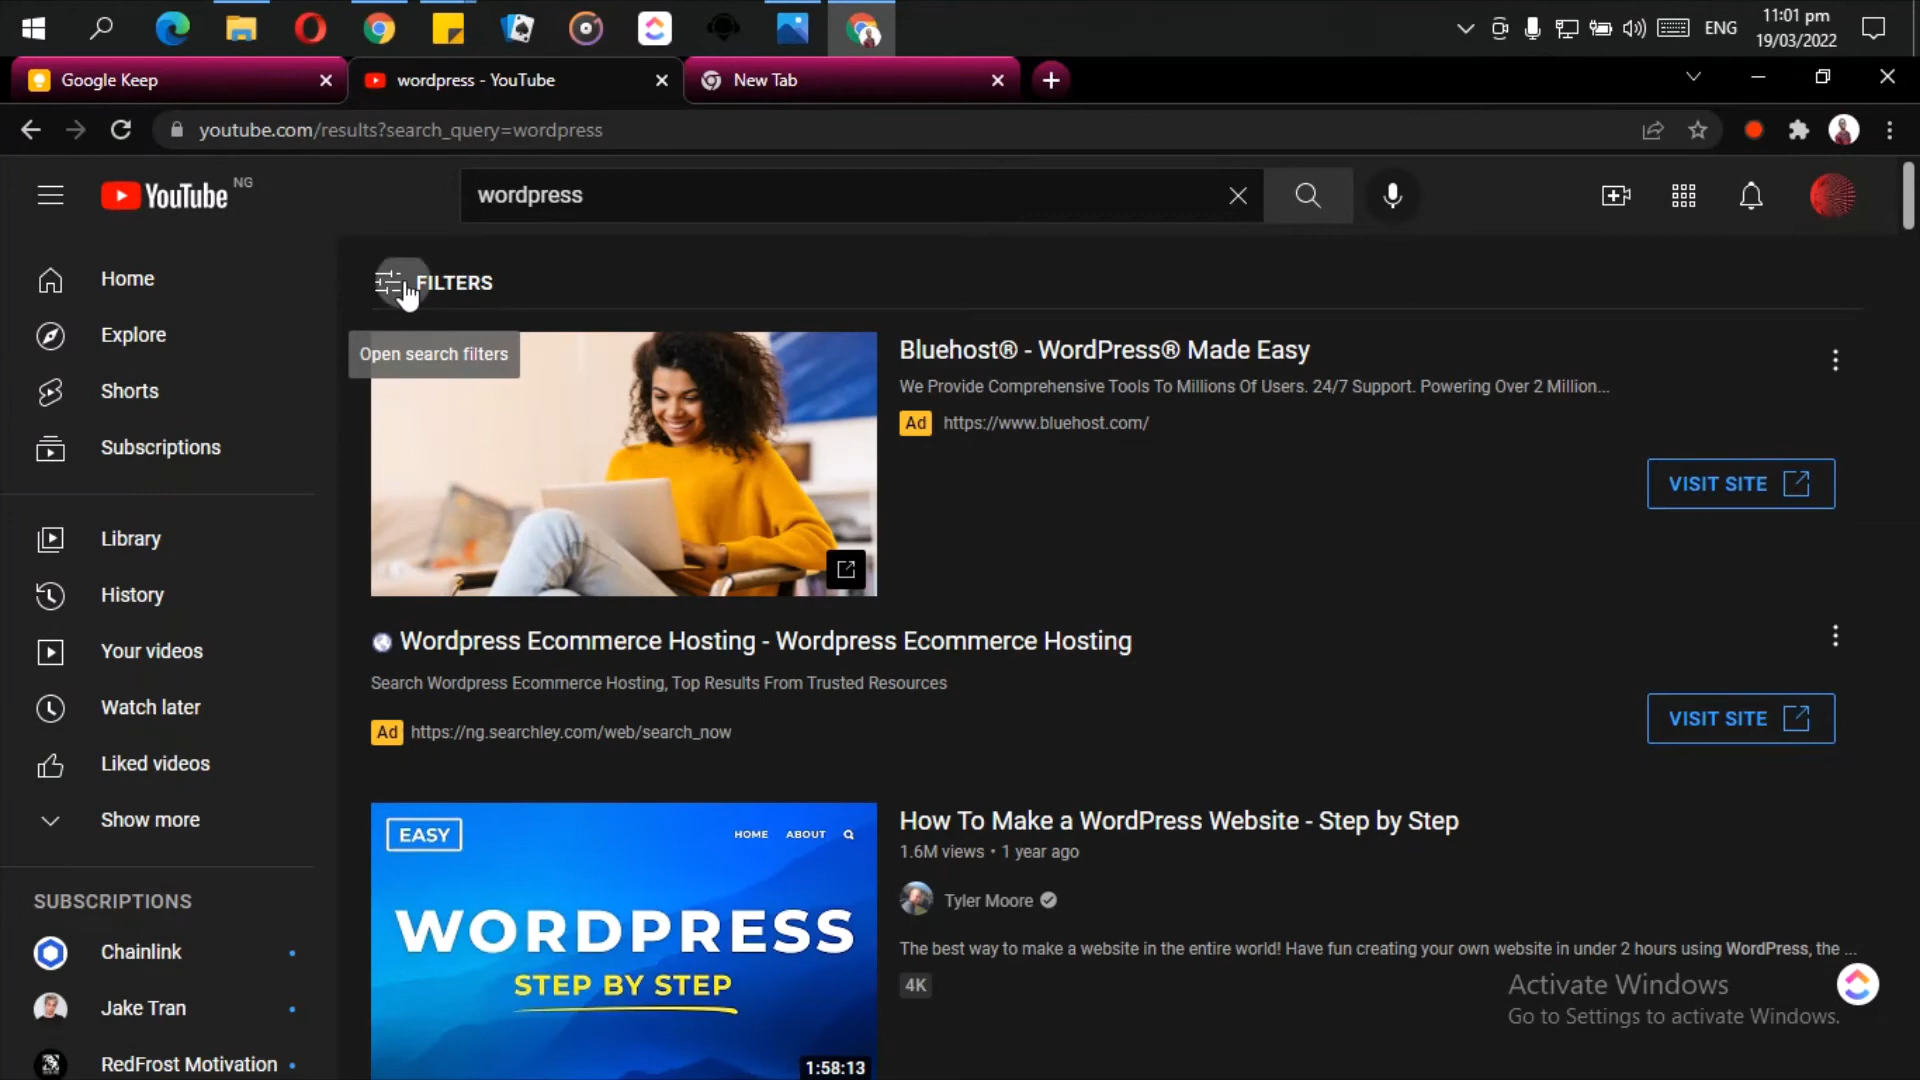 ENG
11:01 pm
19/03/2022
Google Keep
wordpress - YouTube
New Tab
youtube.com/results?search_query=wordpress
YouTube NG
wordpress
Home
Explore
Shorts
Subscriptions
Library
History
Your videos
Watch later
Liked videos
Show more
SUBSCRIPTIONS
Chainlink
Jake Tran
RedFrost Motivation
FILTERS
Open search filters
Bluehost® - WordPress® Made Easy
We Provide Comprehensive Tools To Millions Of Users. 24/7 Support. Powering Over 2 Million...
Ad https://www.bluehost.com/
VISIT SITE
Wordpress Ecommerce Hosting - Wordpress Ecommerce Hosting
Search Wordpress Ecommerce Hosting, Top Results From Trusted Resources
Ad https://ng.searchley.com/web/search_now
VISIT SITE
EASY
HOME ABOUT
WORDPRESS
STEP BY STEP
1:58:13
How To Make a WordPress Website - Step by Step
1.6M views • 1 year ago
Tyler Moore
The best way to make a website in the entire world! Have fun creating your own website in under 2 hours using WordPress, the ...
4K
Activate Windows
Go to Settings to activate Windows.